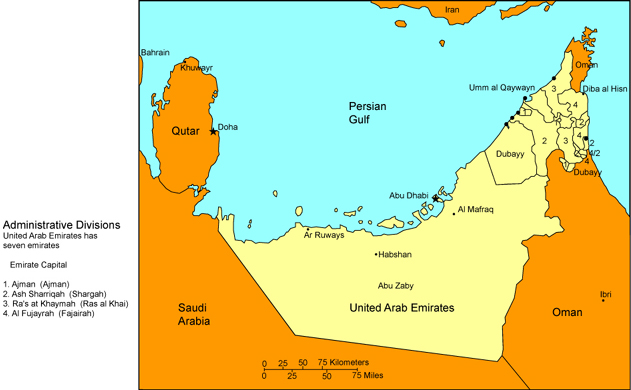 Iran
Bahrain
Khuwayr
Oman
Umm al Qaywayn
Diba al Hisn
3
4
Persian
Gulf
Qutar
Doha
2
2
3
4
2
4/2
4
Dubayy
Dubayy
Abu Dhabi
Al Mafraq
Ar Ruways
Habshan
Abu Zaby
Administrative Divisions
United Arab Emirates has
seven emirates
Emirate Capital
1. Ajman (Ajman)
2. Ash Sharriqah (Shargah)
3. Ra's at Khaymah (Ras al Khai)
4. Al Fujayrah (Fajairah)
Saudi
Arabia
United Arab Emirates
Oman
Ibri
0 25 50 75 Kilometers
0 25 50 75 Miles